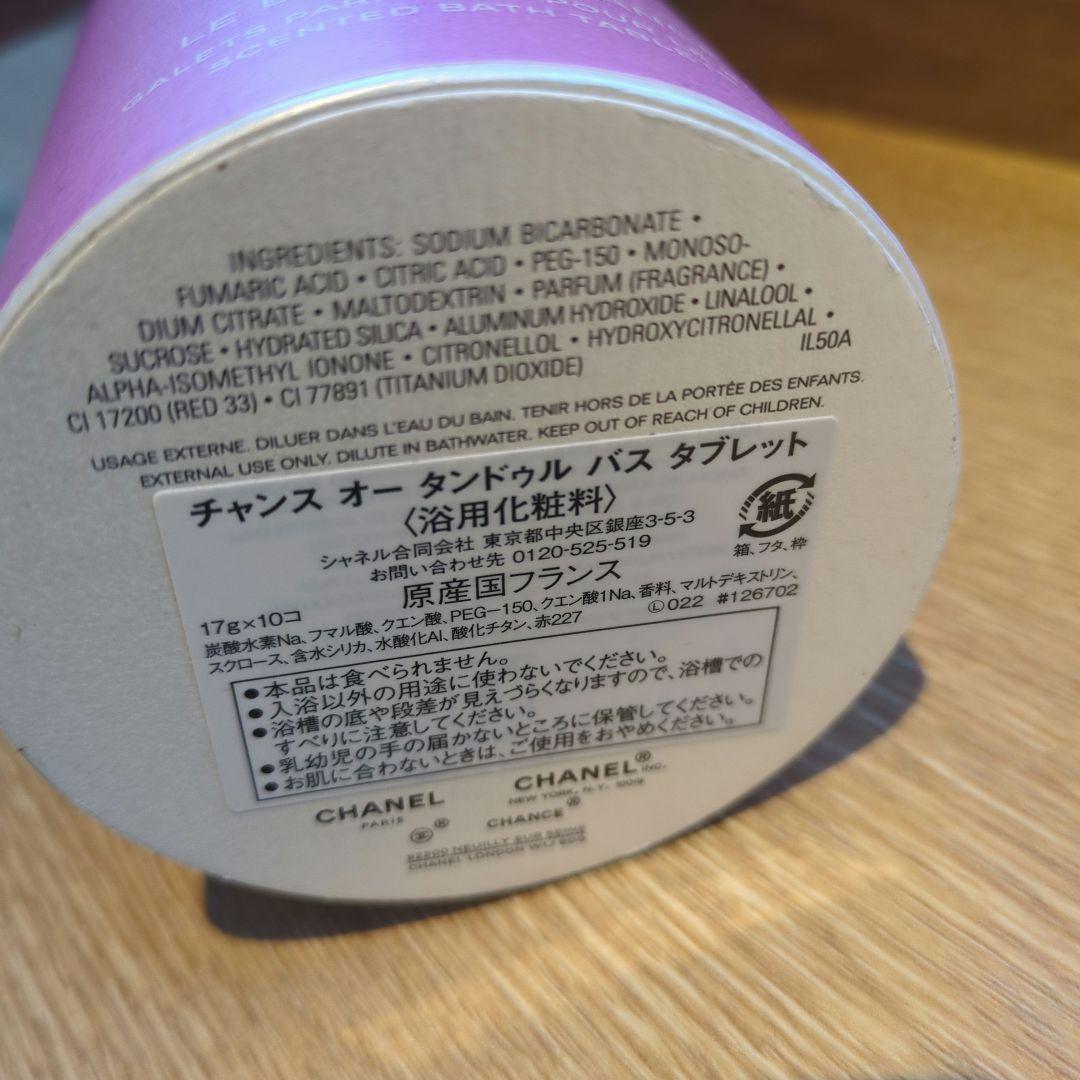 LE B
GALETS PAR POUR
SCENTED BATH TABL
INGREDIENTS: SODIUM BICARBONATE •
FUMARIC ACID • CITRIC ACID • PEG-150 • MONOSO-
DIUM CITRATE • MALTODEXTRIN • PARFUM (FRAGRANCE) •
SUCROSE • HYDRATED SILICA • ALUMINUM HYDROXIDE • LINALOOL •
ALPHA-ISOMETHYL IONONE • CITRONELLOL • HYDROXYCITRONELLAL •
CI 17200 (RED 33) • CI 77891 (TITANIUM DIOXIDE) IL50A
USAGE EXTERNE. DILUER DANS L'EAU DU BAIN. TENIR HORS DE LA PORTÉE DES ENFANTS.
EXTERNAL USE ONLY. DILUTE IN BATHWATER. KEEP OUT OF REACH OF CHILDREN.
チャンス オー タンドゥル バス タブレット
〈浴用化粧料〉
シャネル合同会社 東京都中央区銀座3-5-3
お問い合わせ先 0120-525-519
原産国フランス
紙
箱、フタ、枠
17g×10コ Ⓛ022 #126702
炭酸水素Na、フマル酸、クエン酸、PEG－150、クエン酸1Na、香料、マルトデキストリン、
スクロース、含水シリカ、水酸化Al、酸化チタン、赤227
●本品は食べられません。
●入浴以外の用途に使わないでください。
●浴槽の底や段差が見えづらくなりますので、浴槽での
すべりに注意してください。
●乳幼児の手の届かないところに保管してください。
●お肌に合わないときは、ご使用をおやめください。
CHANEL
PARIS
CHANEL® INC.
NEW YORK, N.Y. 10019
CHANCE®
92200 NEUILLY SUR SEINE
CHANEL LONDON W1J 6DG